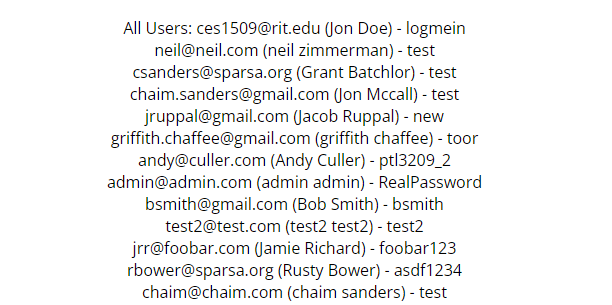 All Users: ces1509@rit.edu (Jon Doe) - logmein
neil@neil.com (neil zimmerman) - test
csanders@sparsa.org (Grant Batchlor) - test
chaim.sanders@gmail.com (Jon Mccall) - test
jruppal@gmail.com (Jacob Ruppal) - new
griffith.chaffee@gmail.com (griffith chaffee) - toor
andy@culler.com (Andy Culler) - ptl3209_2
admin@admin.com (admin admin) - RealPassword
bsmith@gmail.com (Bob Smith) - bsmith
test2@test.com (test2 test2) - test2
jrr@foobar.com (Jamie Richard) - foobar123
rbower@sparsa.org (Rusty Bower) - asdf1234
chaim@chaim.com (chaim sanders) - test